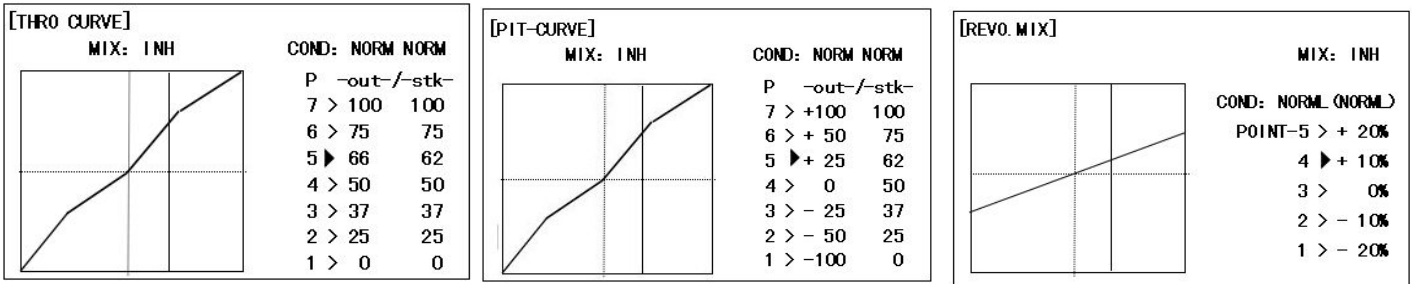 [THRO CURVE]
MIX: INH COND: NORM NORM
P -out-/-stk-
7 > 100 100
6 > 75 75
5 ▶ 66 62
4 > 50 50
3 > 37 37
2 > 25 25
1 > 0 0
[PIT-CURVE]
MIX: INH COND: NORM NORM
P -out-/-stk-
7 > +100 100
6 > + 50 75
5 ▶+ 25 62
4 > 0 50
3 > - 25 37
2 > - 50 25
1 > -100 0
[REVO.MIX]
MIX: INH
COND: NORML(NORML)
POINT-5 > + 20%
4 ▶ + 10%
3 > 0%
2 > - 10%
1 > - 20%